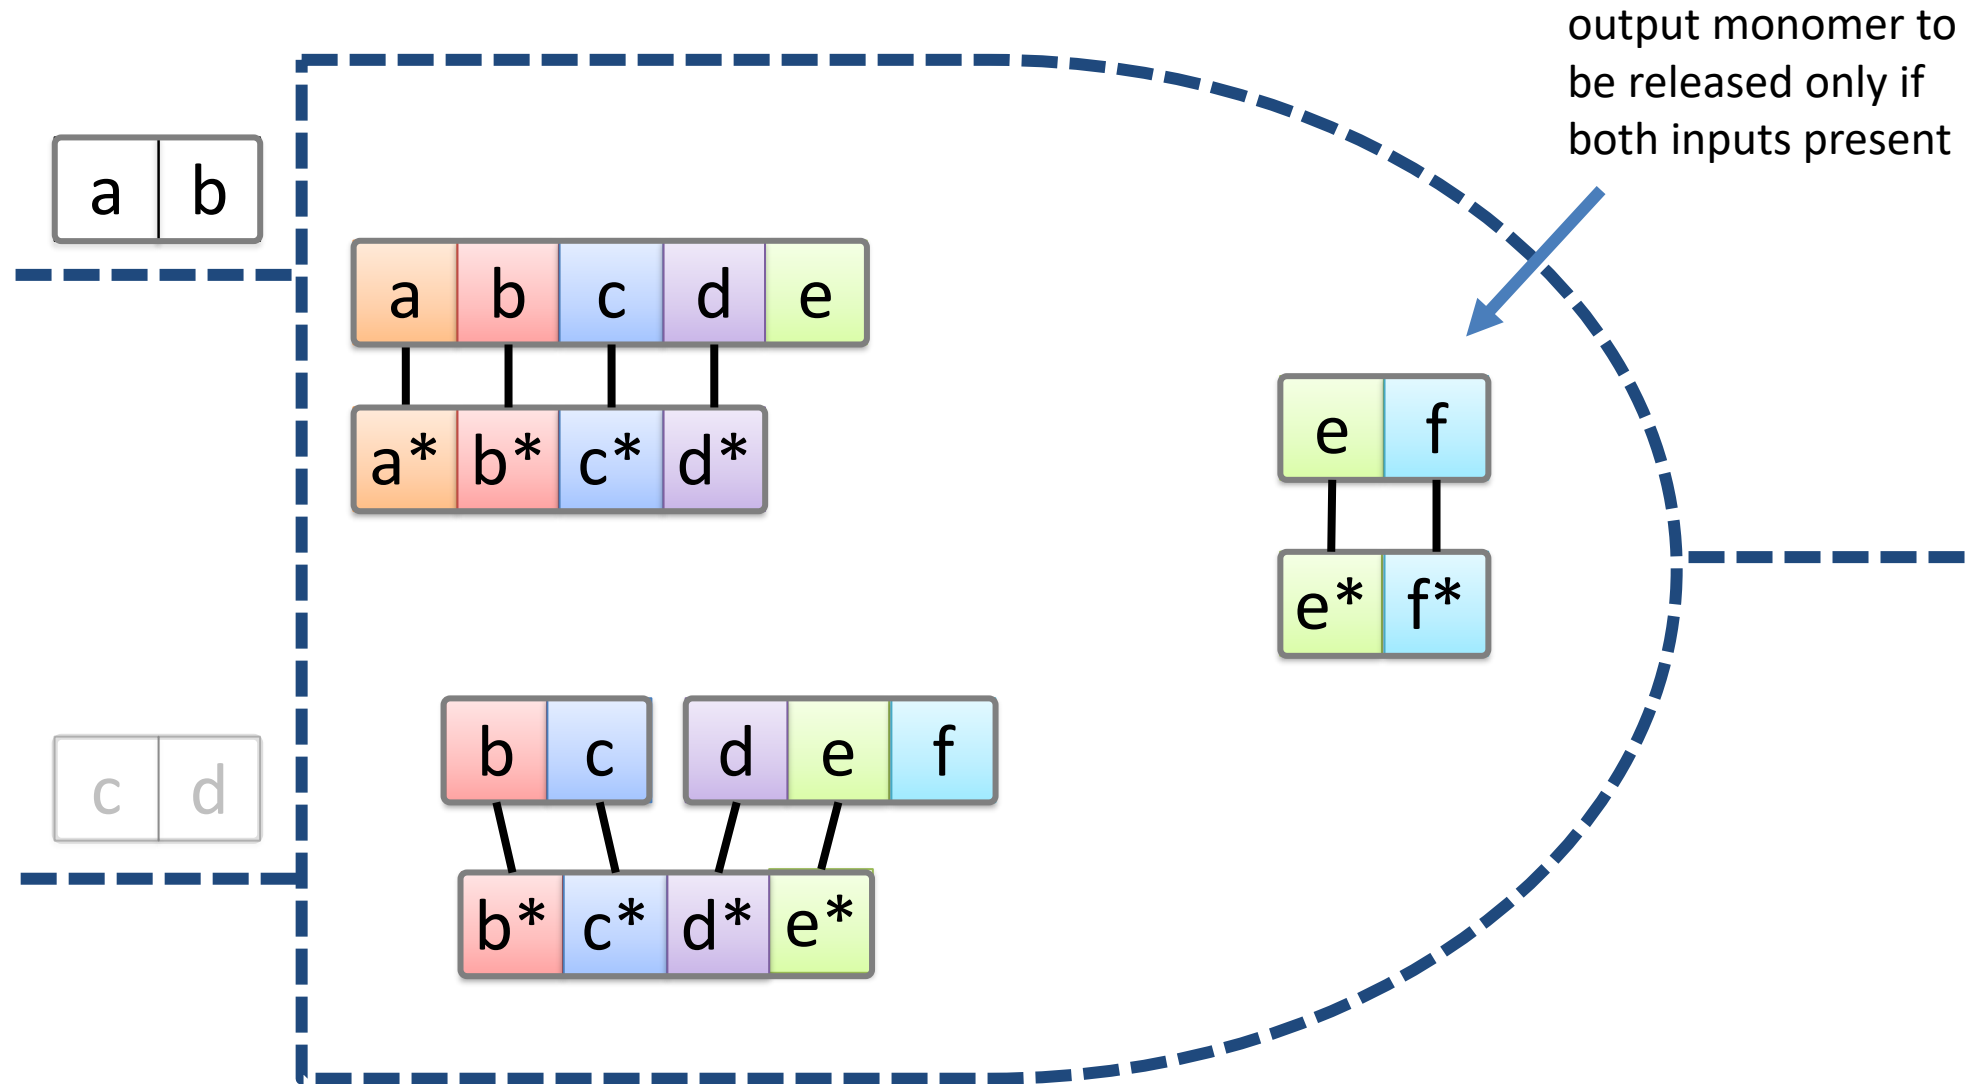 output monomer to
be released only if
both inputs present
a b
a b c d e
a* b* c* d*
e f
e* f*
b c d e f
c d
b* c* d* e*